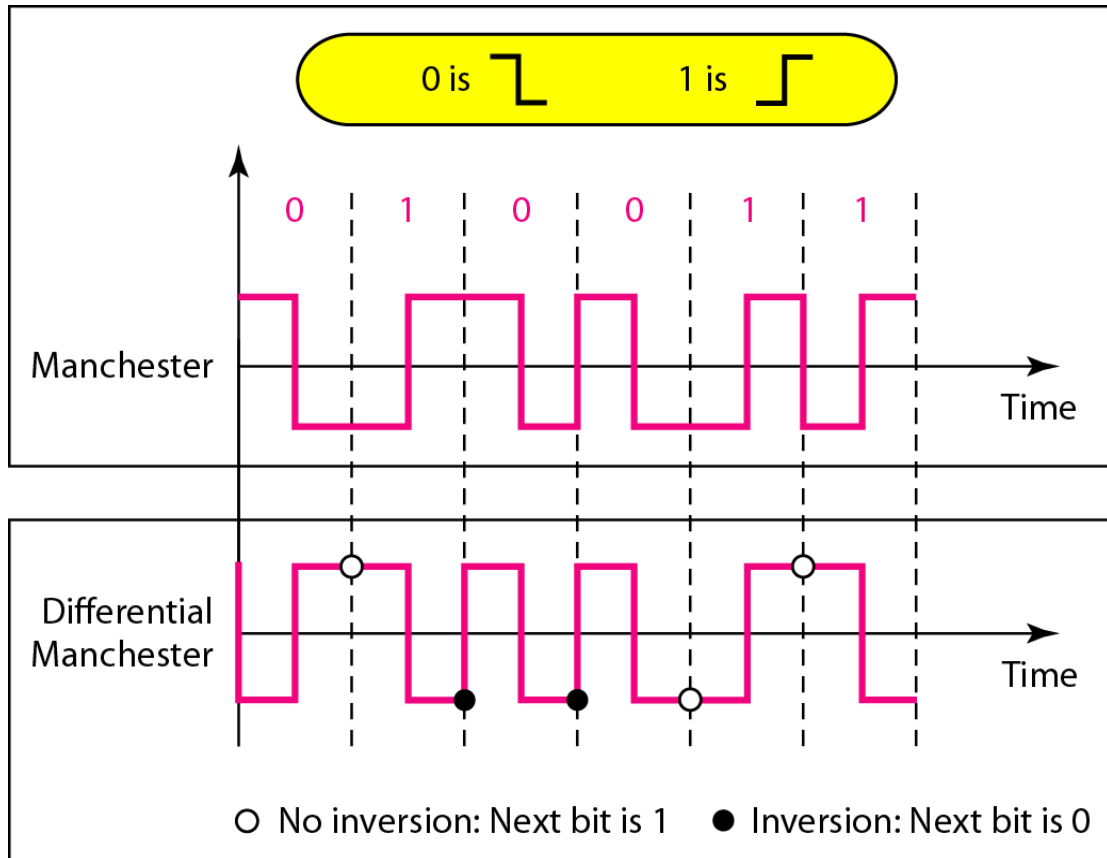 0 is 1 is
0 1 0 0 1 1
Manchester
Time
Differential
Manchester
Time
No inversion: Next bit is 1 Inversion: Next bit is 0